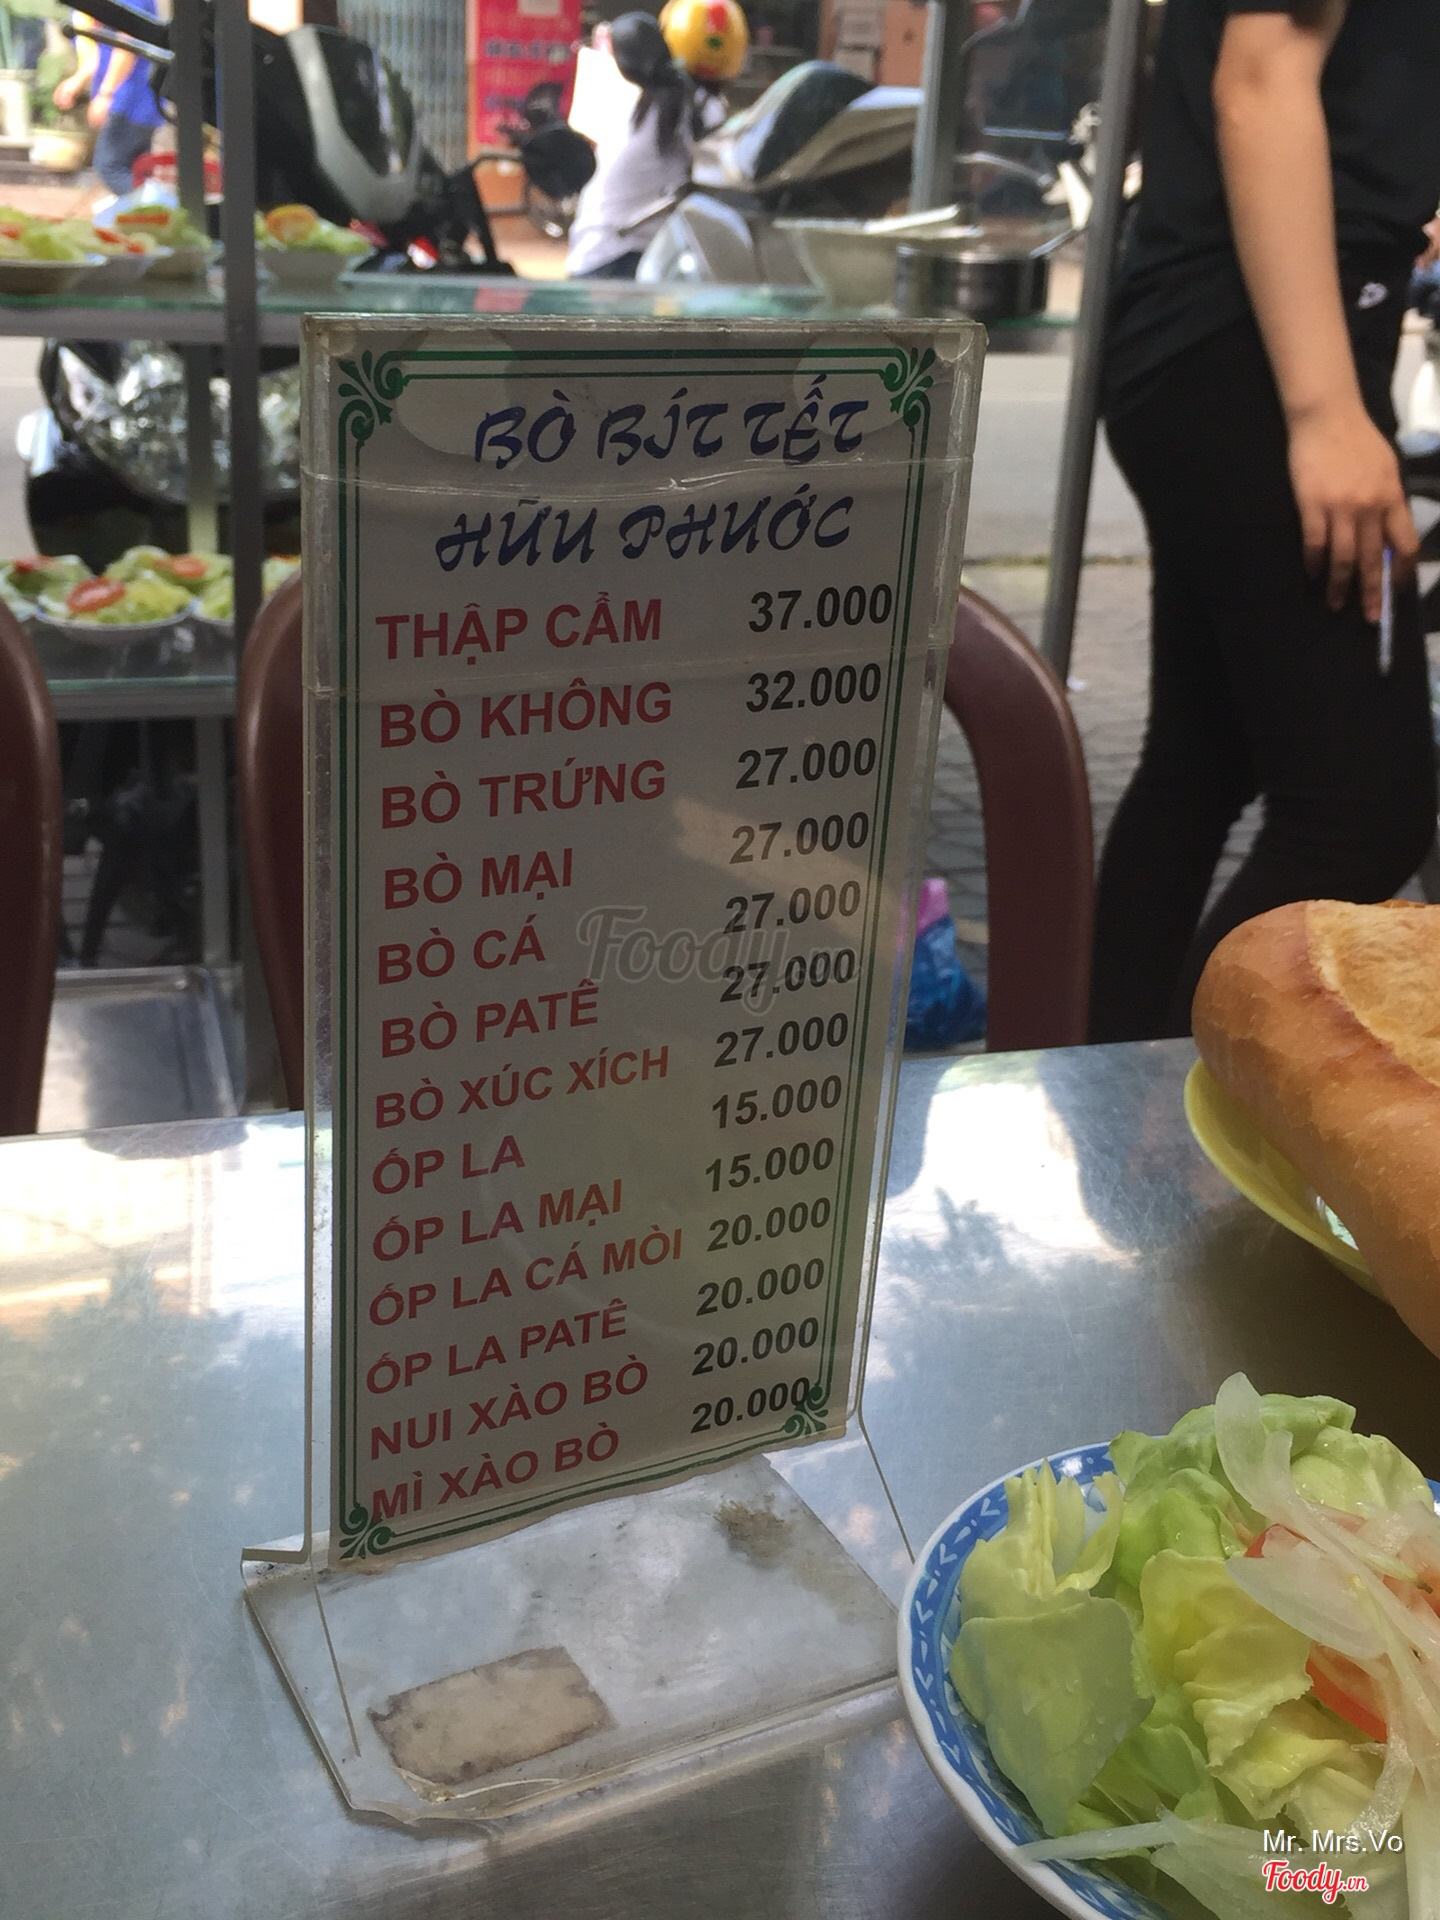 BÒ BÍT TẾT
HỮU PHƯỚC
THẬP CẨM 37.000
BÒ KHÔNG 32.000
BÒ TRỨNG 27.000
BÒ MẠI 27.000
BÒ CÁ 27.000
BÒ PATÊ 27.000
BÒ XÚC XÍCH 27.000
ỐP LA 15.000
ỐP LA MẠI 15.000
ỐP LA CÁ MÒI 20.000
ỐP LA PATÊ 20.000
NUI XÀO BÒ 20.000
MÌ XÀO BÒ 20.000
Foody.vn
Mr. Mrs.Vo
Foody.vn